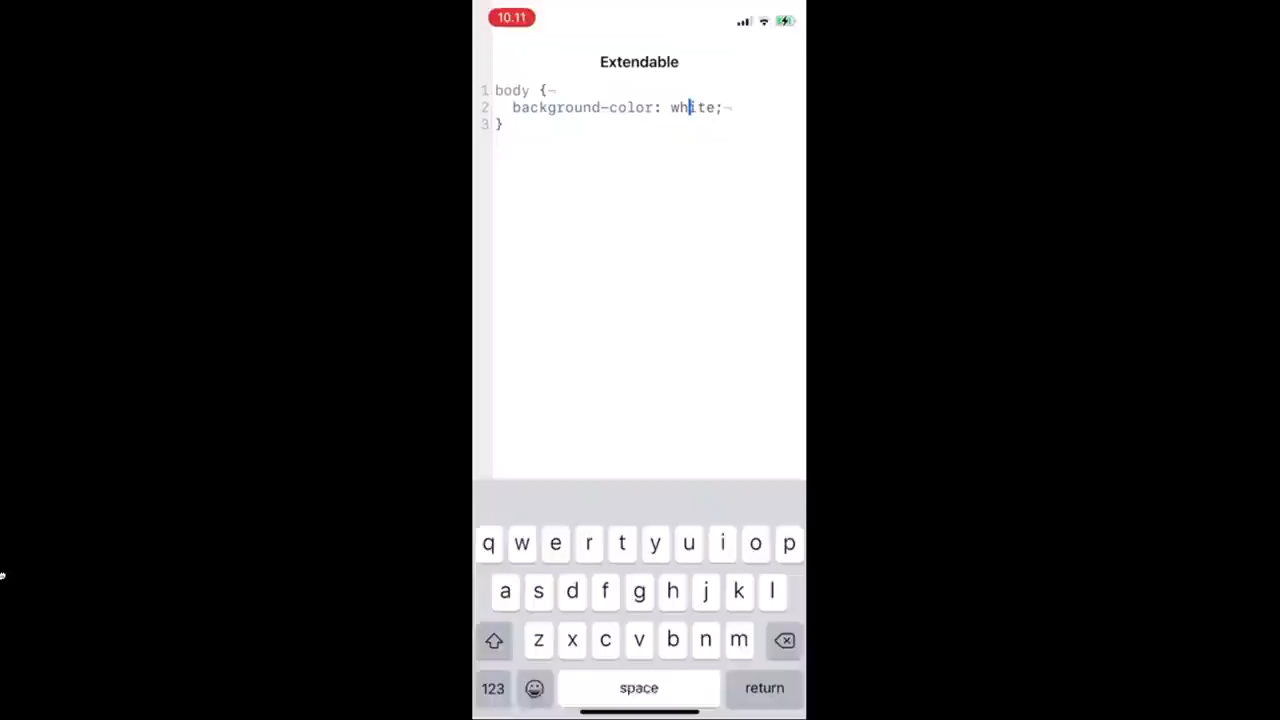 10.11
Extendable
1 body {¬
2 background-color: white;¬
3 }
q w e r t y u i o p
a s d f g h j k l
z x c v b n m
123 space return